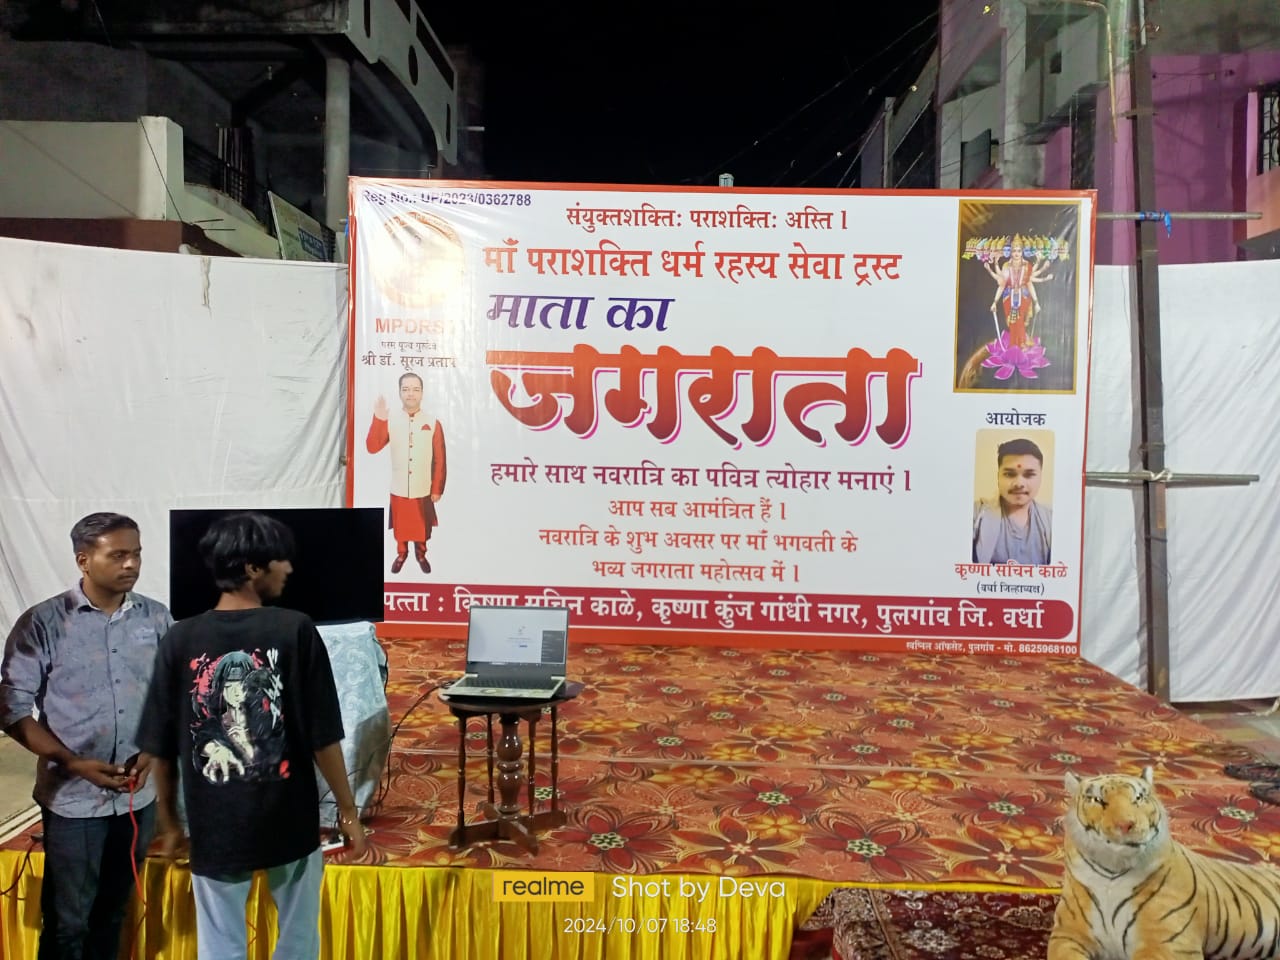 Reg No.: UP/2023/0362788
संयुक्तशक्तिः पराशक्तिः अस्ति ।
माँ पराशक्ति धर्म रहस्य सेवा ट्रस्ट
MPDRS
माता का
परम पूज्य गुरुदेव
श्री डॉ. सूरज प्रताप
जगराता
आयोजक
हमारे साथ नवरात्रि का पवित्र त्योहार मनाएं ।
आप सब आमंत्रित हैं ।
नवरात्रि के शुभ अवसर पर माँ भगवती के
भव्य जगराता महोत्सव में ।
कृष्णा सचिन काळे
(वर्धा जिल्हाध्यक्ष)
पत्ता : क्रिष्णा सचिन काळे, कृष्णा कुंज गांधी नगर, पुलगांव जि. वर्धा
स्वप्निल ऑफसेट, पुलगांव - मो. 8625968100
realme Shot by Deva
2024/10/07 18:48